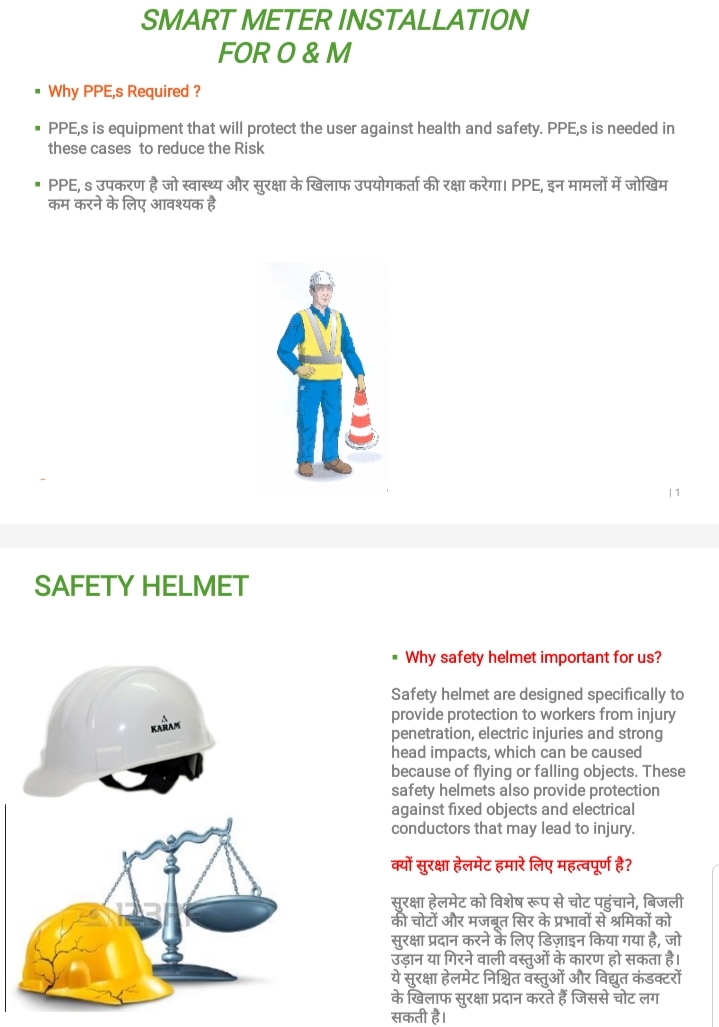 SMART METER INSTALLATION
FOR O & M
Why PPE,s Required ?
PPE,s is equipment that will protect the user against health and safety. PPE,s is needed in
these cases to reduce the Risk
PPE, s उपकरण है जो स्वास्थ्य और सुरक्षा के खिलाफ उपयोगकर्ता की रक्षा करेगा। PPE, इन मामलों में जोखिम
कम करने के लिए आवश्यक है
| 1
SAFETY HELMET
Why safety helmet important for us?
Safety helmet are designed specifically to
provide protection to workers from injury
penetration, electric injuries and strong
head impacts, which can be caused
because of flying or falling objects. These
safety helmets also provide protection
against fixed objects and electrical
conductors that may lead to injury.
क्यों सुरक्षा हेलमेट हमारे लिए महत्वपूर्ण है?
सुरक्षा हेलमेट को विशेष रूप से चोट पहुंचाने, बिजली
की चोटों और मजबूत सिर के प्रभावों से श्रमिकों को
सुरक्षा प्रदान करने के लिए डिज़ाइन किया गया है, जो
उड़ान या गिरने वाली वस्तुओं के कारण हो सकता है।
ये सुरक्षा हेलमेट निश्चित वस्तुओं और विद्युत कंडक्टरों
के खिलाफ सुरक्षा प्रदान करते हैं जिससे चोट लग
सकती है।
KARAM